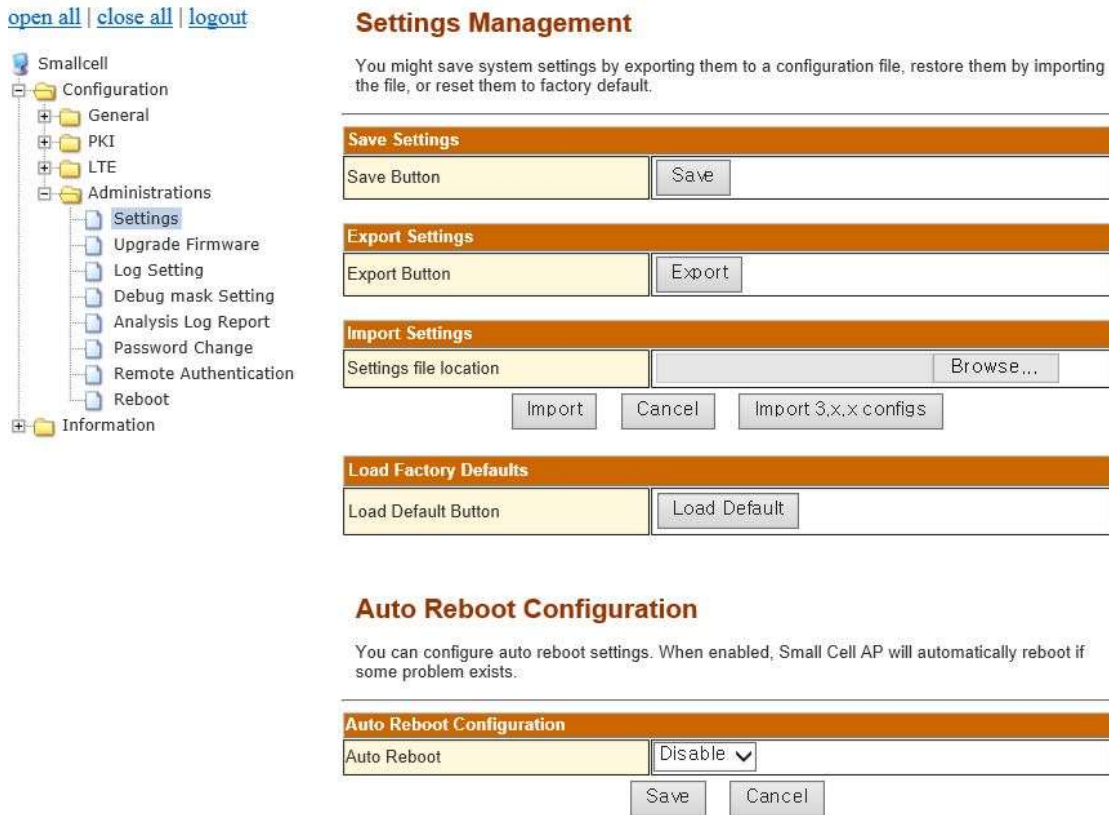 open all | close all | logout
Smallcell
Configuration
General
PKI
LTE
Administrations
Settings
Upgrade Firmware
Log Setting
Debug mask Setting
Analysis Log Report
Password Change
Remote Authentication
Reboot
Information
Settings Management
You might save system settings by exporting them to a configuration file, restore them by importing
the file, or reset them to factory default.
Save Settings
Save Button Save
Export Settings
Export Button Export
Import Settings
Settings file location Browse...
Import Cancel Import 3.x.x configs
Load Factory Defaults
Load Default Button Load Default
Auto Reboot Configuration
You can configure auto reboot settings. When enabled, Small Cell AP will automatically reboot if
some problem exists.
Auto Reboot Configuration
Auto Reboot Disable
Save Cancel